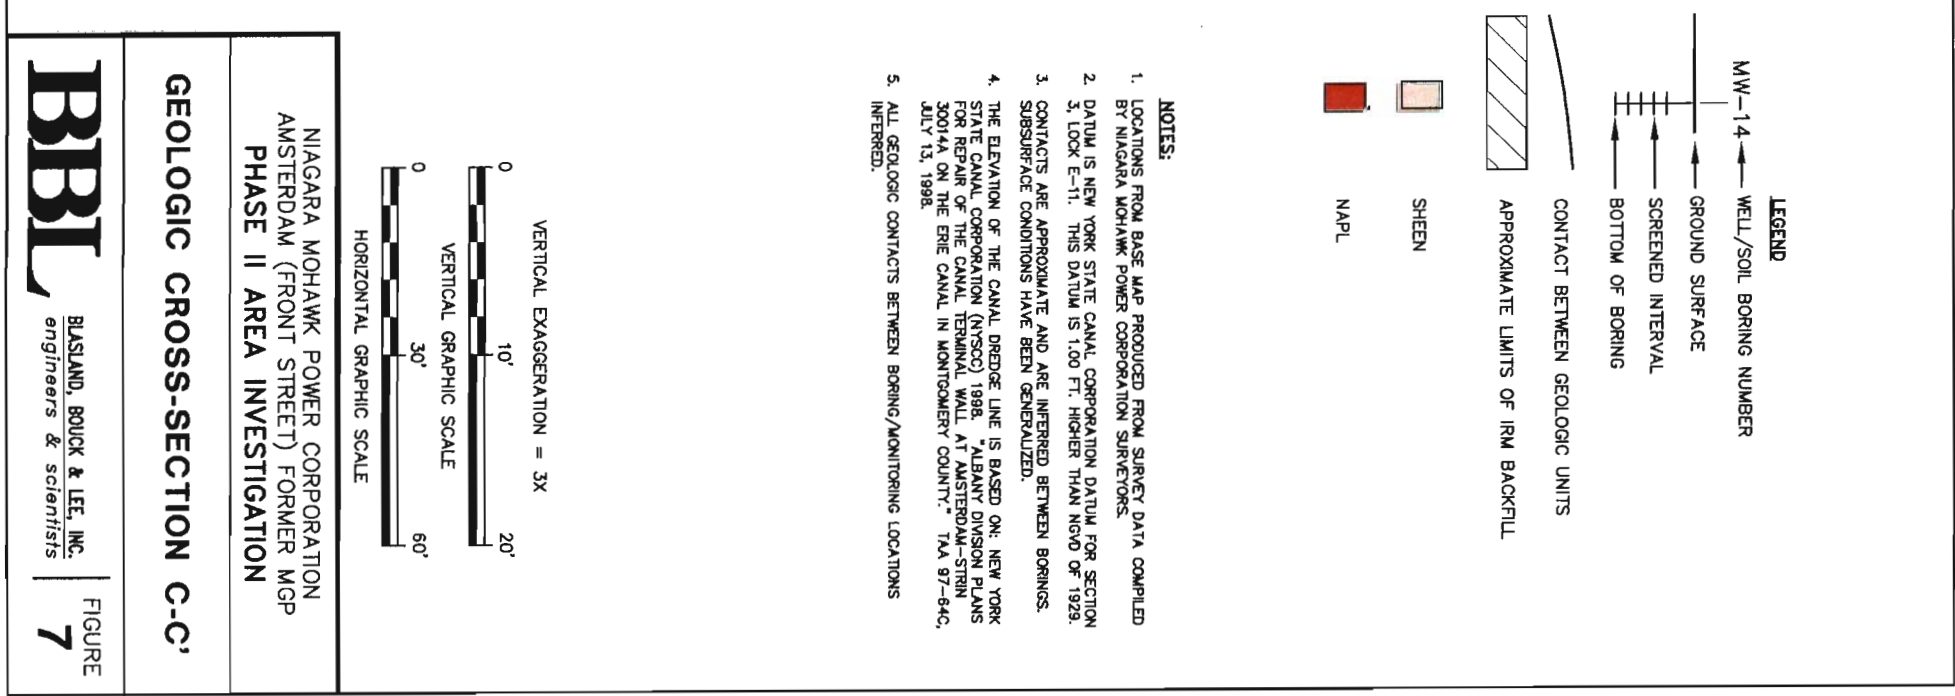 LEGEND
MW-14 WELL/SOIL BORING NUMBER
GROUND SURFACE
SCREENED INTERVAL
BOTTOM OF BORING
CONTACT BETWEEN GEOLOGIC UNITS
APPROXIMATE LIMITS OF IRM BACKFILL
SHEEN
NAPL
NOTES:
1. LOCATIONS FROM BASE MAP PRODUCED FROM SURVEY DATA COMPILED
BY NIAGARA MOHAWK POWER CORPORATION SURVEYORS.
2. DATUM IS NEW YORK STATE CANAL CORPORATION DATUM FOR SECTION
3, LOCK E-11. THIS DATUM IS 1.00 FT. HIGHER THAN NGVD OF 1929.
3. CONTACTS ARE APPROXIMATE AND ARE INFERRED BETWEEN BORINGS.
SUBSURFACE CONDITIONS HAVE BEEN GENERALIZED.
4. THE ELEVATION OF THE CANAL DREDGE LINE IS BASED ON: NEW YORK
STATE CANAL CORPORATION (NYSCC) 1998. "ALBANY DIVISION PLANS
FOR REPAIR OF THE CANAL TERMINAL WALL AT AMSTERDAM-STRIN
30014A ON THE ERIE CANAL IN MONTGOMERY COUNTY." TAA 97-64C,
JULY 13, 1998.
5. ALL GEOLOGIC CONTACTS BETWEEN BORING/MONITORING LOCATIONS
INFERRED.
VERTICAL EXAGGERATION = 3X
0 10' 20'
VERTICAL GRAPHIC SCALE
0 30' 60'
HORIZONTAL GRAPHIC SCALE
NIAGARA MOHAWK POWER CORPORATION
AMSTERDAM (FRONT STREET) FORMER MGP
PHASE II AREA INVESTIGATION
GEOLOGIC CROSS-SECTION C-C'
BBL
BLASLAND, BOUCK & LEE, INC.
engineers & scientists
FIGURE
7